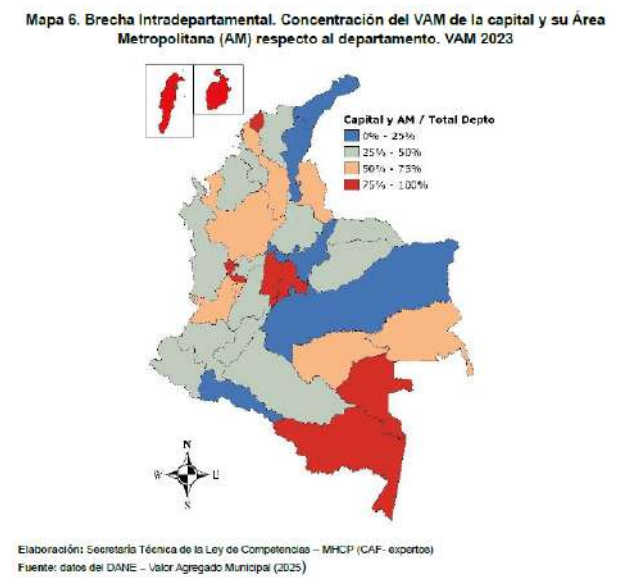 Mapa 6. Brecha Intradepartamental. Concentración del VAM de la capital y su Área
Metropolitana (AM) respecto al departamento. VAM 2023
Capital y AM / Total Depto
0% - 25%
25% - 50%
50% - 75%
75% - 100%
N
W
U
S
Elaboración: Secretaría Técnica de la Ley de Competencias – MHCP (CAF- expertos)
Fuente: datos del DANE – Valor Agregado Municipal (2025)